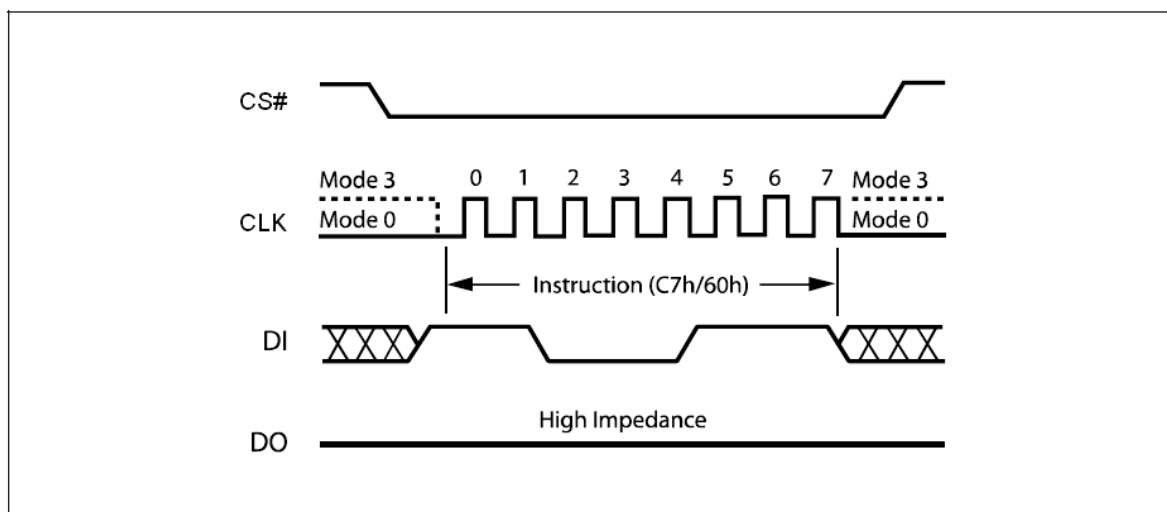 CS#
Mode 3 0 1 2 3 4 5 6 7 Mode 3
CLK Mode 0 Mode 0
Instruction (C7h/60h)
DI
High Impedance
DO